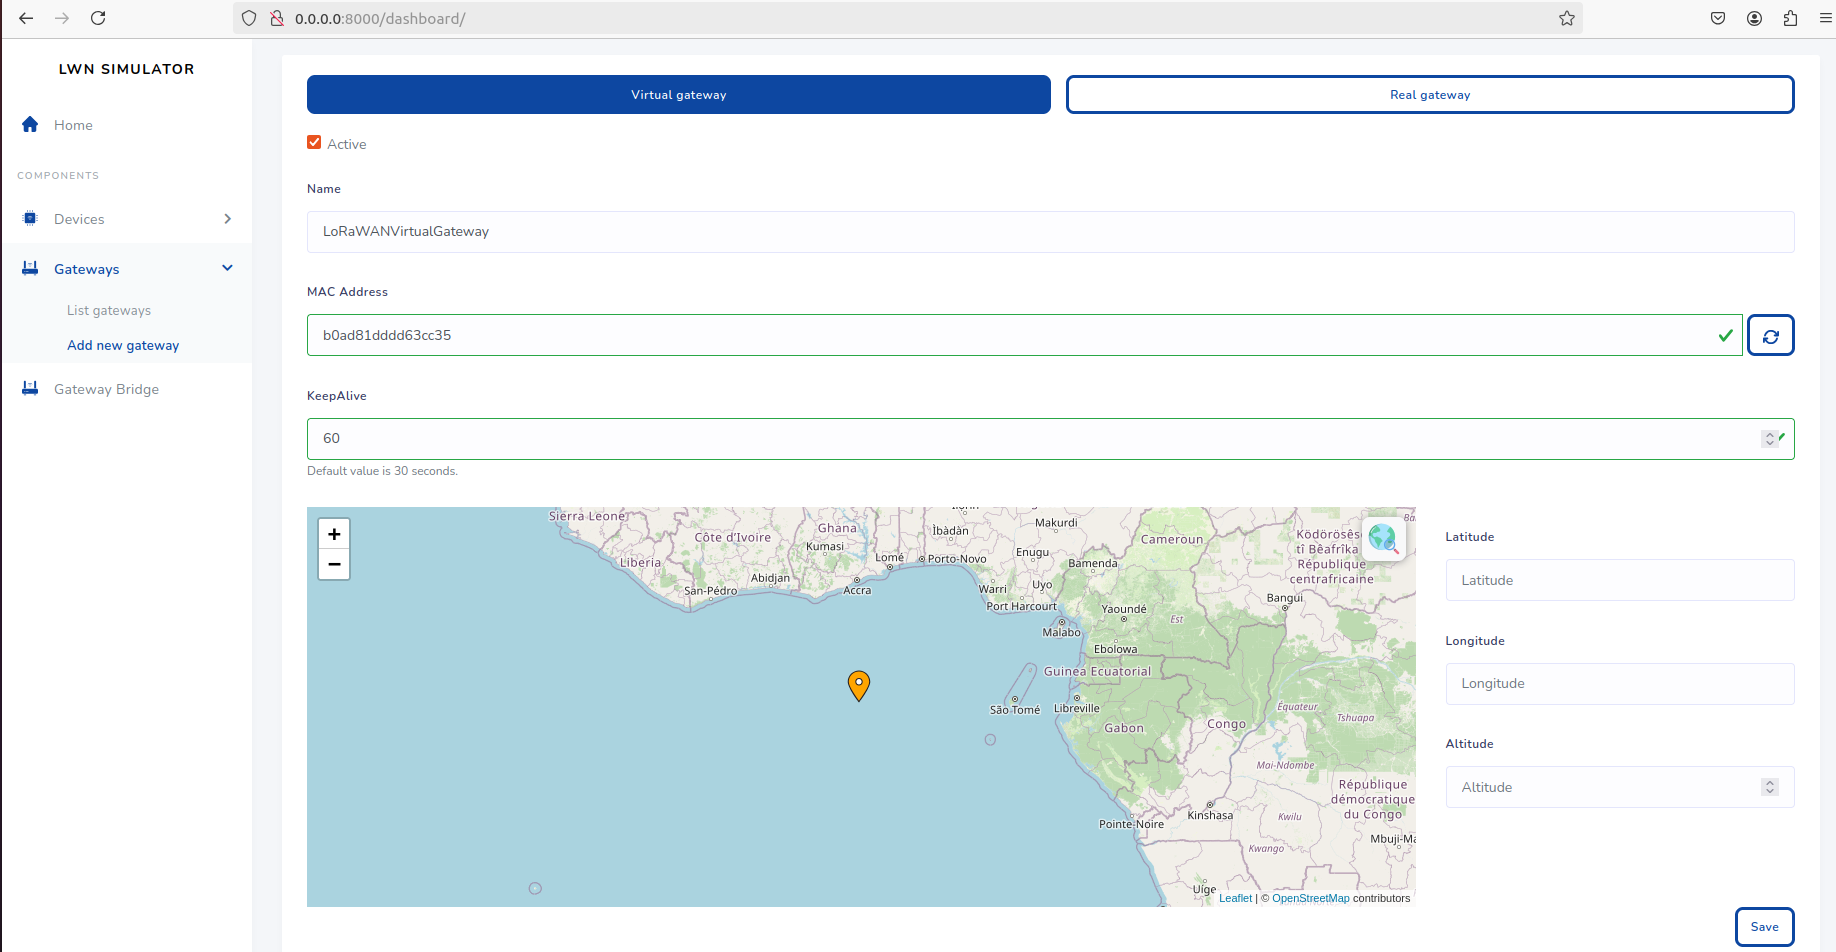 0.0.0.0:8000/dashboard/
LWN SIMULATOR
Home
COMPONENTS
Devices
Gateways
List gateways
Add new gateway
Gateway Bridge
Virtual gateway
Real gateway
Active
Name
LoRaWANVirtualGateway
MAC Address
b0ad81dddd63cc35
KeepAlive
60
Default value is 30 seconds.
+
−
Sierra Leone
Liberia
Côte d'Ivoire
San-Pédro
Abidjan
Ghana
Kumasi
Accra
Lomé
Ìbàdàn
Porto-Novo
Makurdi
Enugu
Warri
Uyo
Port Harcourt
Bamenda
Cameroun
Ködörösêse
tî Bêafrîka
République
centrafricaine
Bangui
Yaoundé
Est
Malabo
Ebolowa
Guinea Ecuatorial
São Tomé
Libreville
Gabon
Congo
Équateur
Tshuapa
Mai-Ndombe
République
démocratique
du Congo
Kinshasa
Kwilu
Pointe-Noire
Kwango
Uíge
Leaflet | © OpenStreetMap contributors
Latitude
Latitude
Longitude
Longitude
Altitude
Altitude
Save